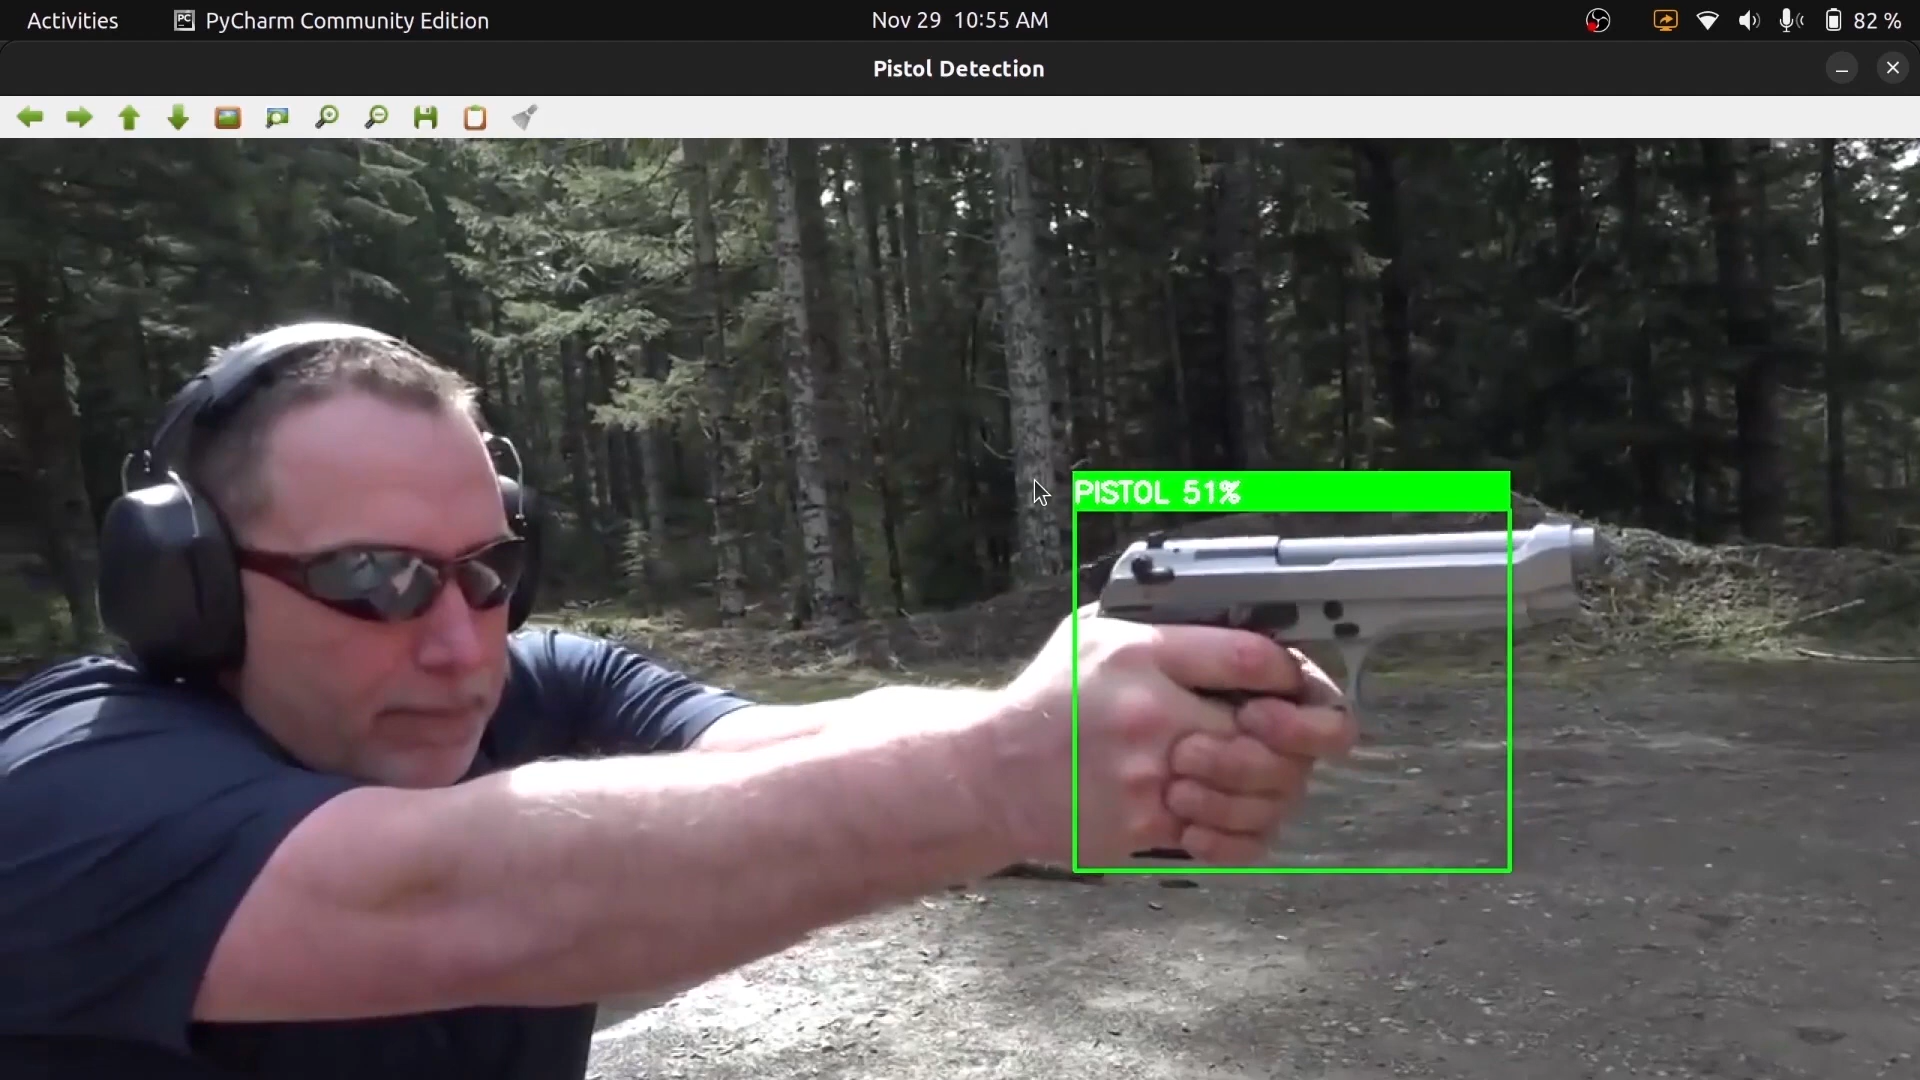 Activities
PyCharm Community Edition
Nov 29 10:55 AM
82 %
Pistol Detection
PISTOL 51%